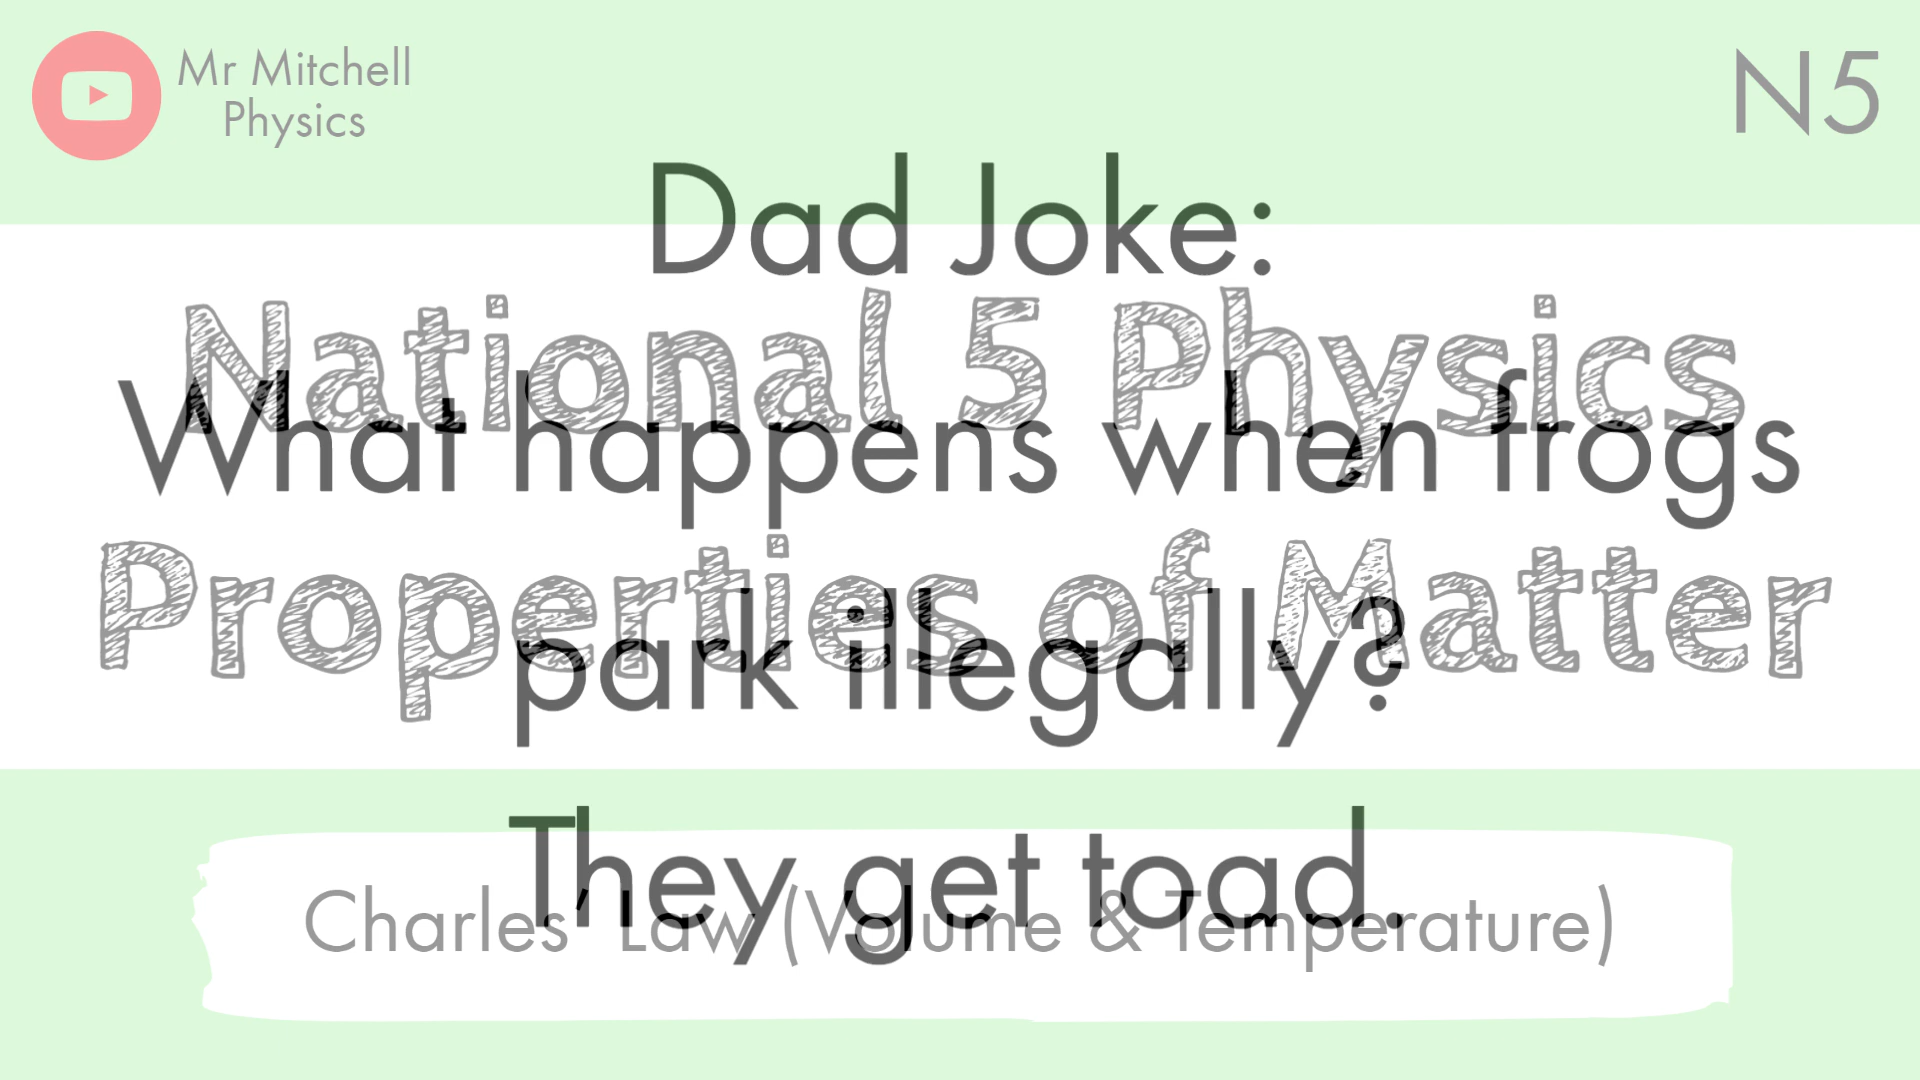 Mr Mitchell
Physics
N5
Dad Joke:
National 5 Physics
What happens when frogs
Properties of Matter
park illegally?
They get toad.
Charles' Law (Volume & Temperature)